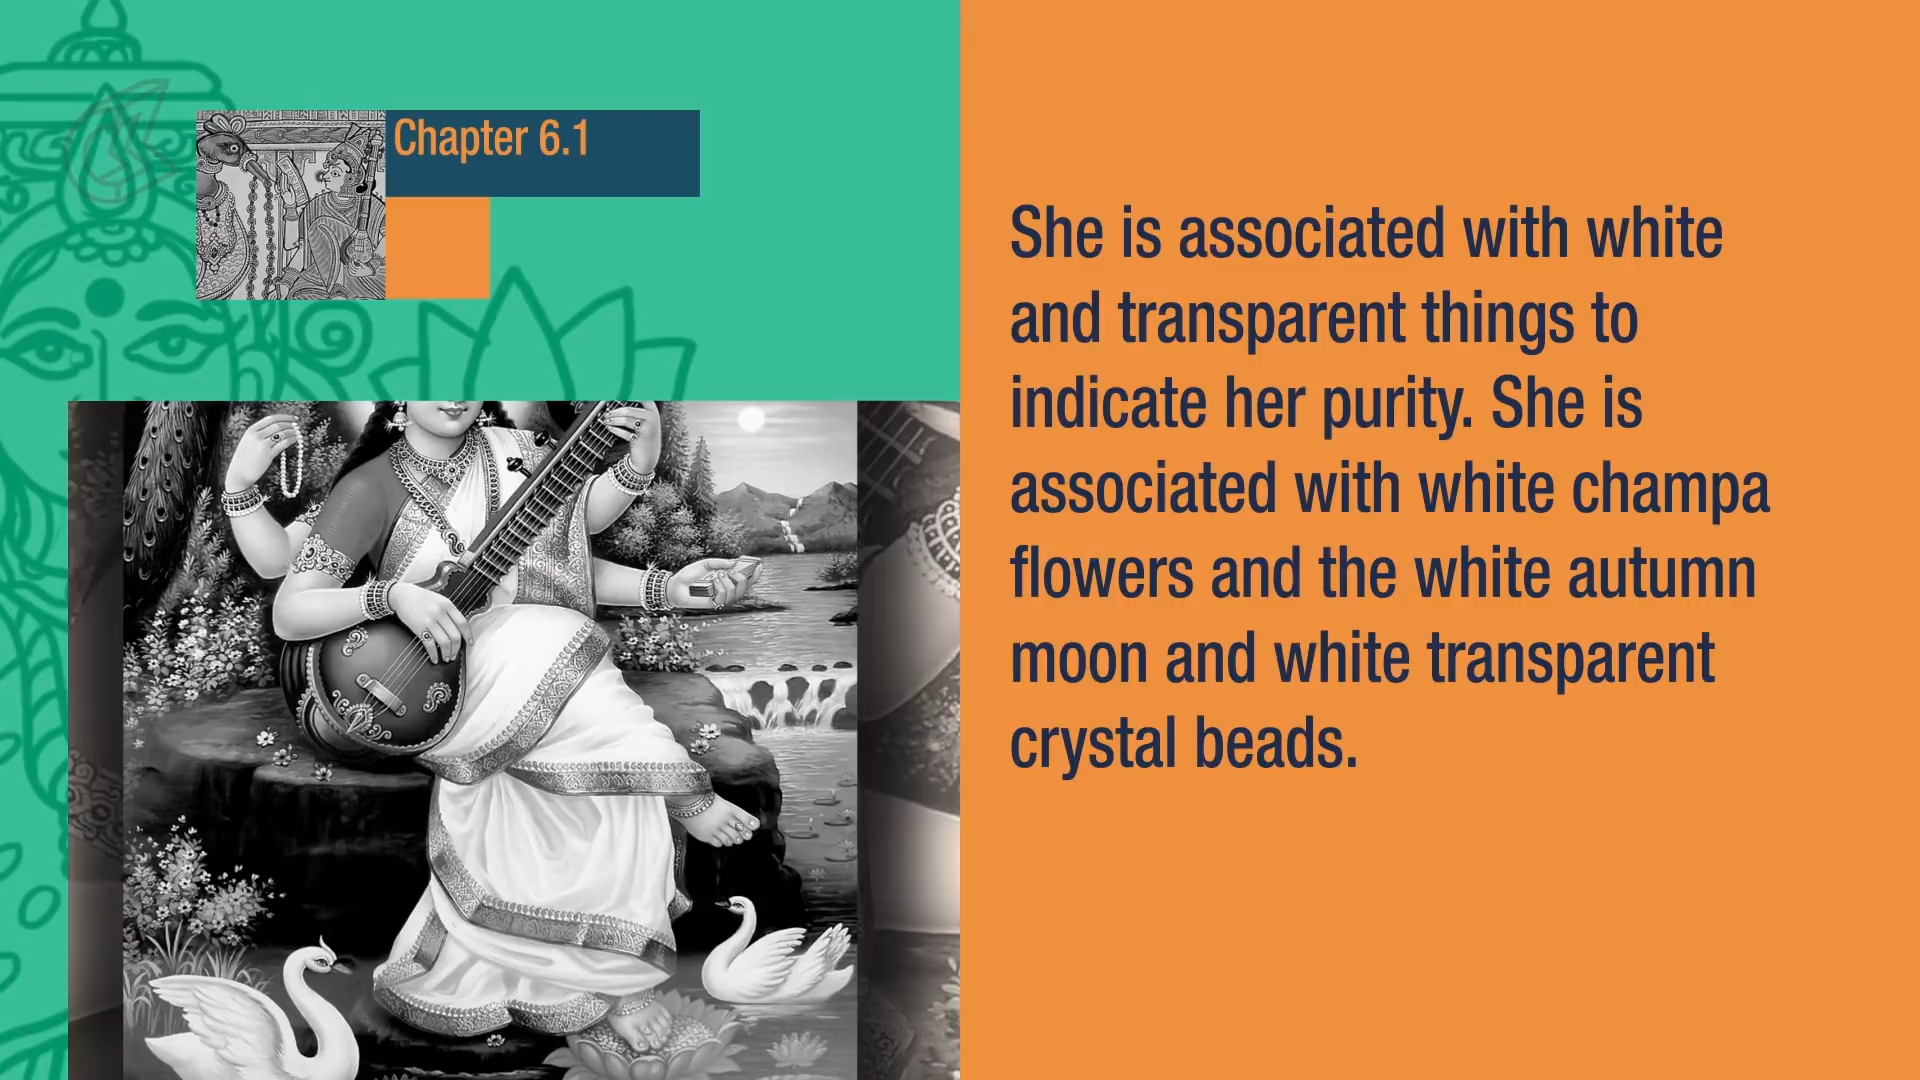 Chapter 6.1
She is associated with white
and transparent things to
indicate her purity. She is
associated with white champa
flowers and the white autumn
moon and white transparent
crystal beads.